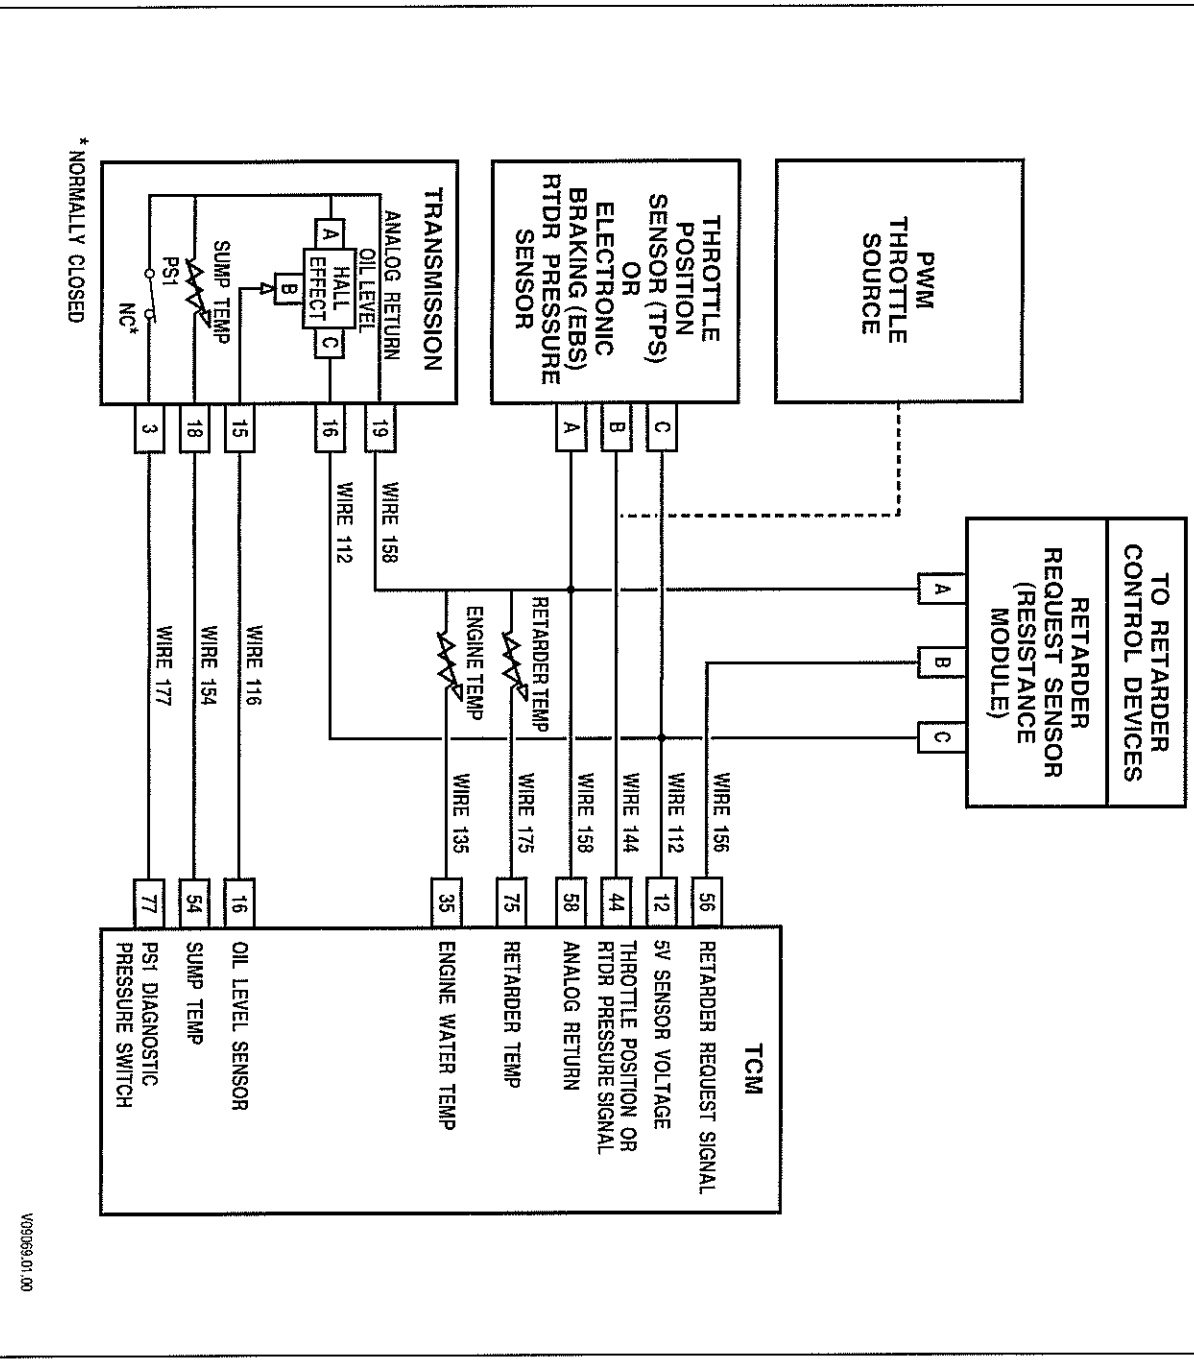 TO RETARDER
CONTROL DEVICES
RETARDER
REQUEST SENSOR
(RESISTANCE
MODULE)
A
B
C
PWM
THROTTLE
SOURCE
THROTTLE
POSITION
SENSOR (TPS)
OR
ELECTRONIC
BRAKING (EBS)
RTDR PRESSURE
SENSOR
C
B
A
TRANSMISSION
ANALOG RETURN
OIL LEVEL
A
HALL
EFFECT
B
C
SUMP TEMP
PS1
NC*
19
16
15
18
3
WIRE 158
WIRE 112
WIRE 116
WIRE 154
WIRE 177
RETARDER TEMP
ENGINE TEMP
WIRE 156
WIRE 112
WIRE 144
WIRE 158
WIRE 175
WIRE 135
56
12
44
58
75
35
16
54
77
TCM
RETARDER REQUEST SIGNAL
5V SENSOR VOLTAGE
THROTTLE POSITION OR
RTDR PRESSURE SIGNAL
ANALOG RETURN
RETARDER TEMP
ENGINE WATER TEMP
OIL LEVEL SENSOR
SUMP TEMP
PS1 DIAGNOSTIC
PRESSURE SWITCH
* NORMALLY CLOSED
V09069.01.00